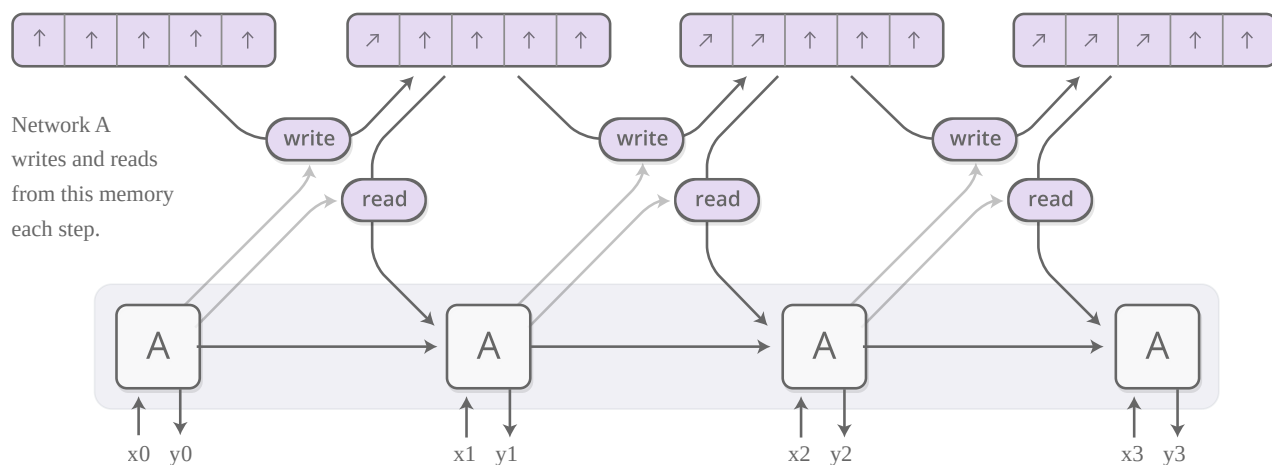 write
write
write
Network A
writes and reads
from this memory
each step.
read
read
read
A
A
A
A
x0 y0
x1 y1
x2 y2
x3 y3